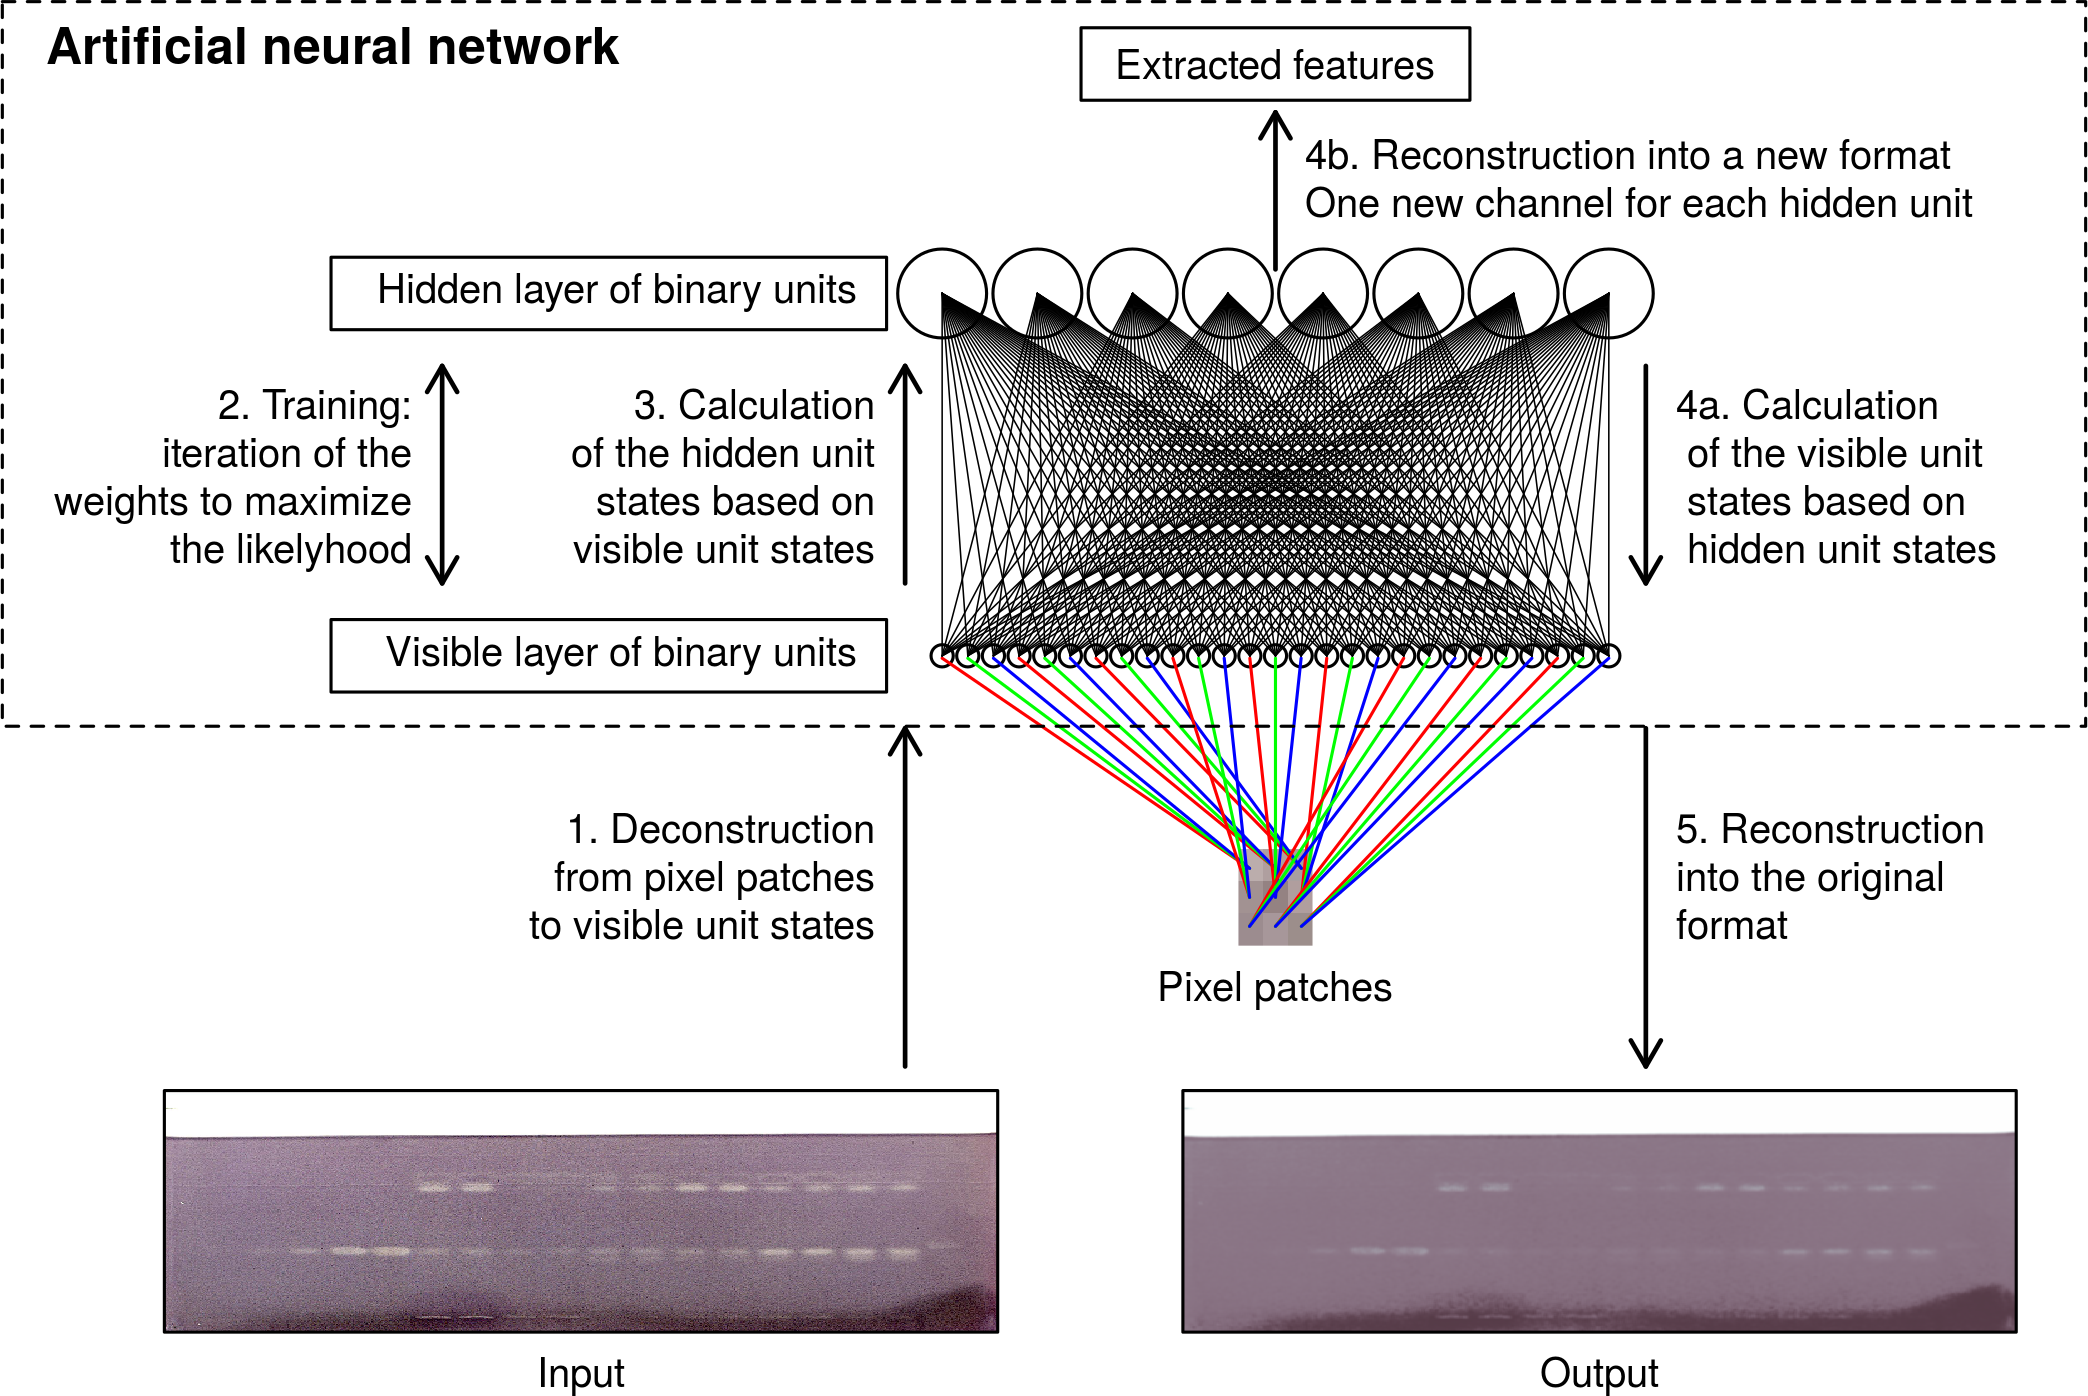 Artificial neural network
Extracted features
4b. Reconstruction into a new format
One new channel for each hidden unit
Hidden layer of binary units
2. Training:
iteration of the
weights to maximize
the likelyhood
3. Calculation
of the hidden unit
states based on
visible unit states
4a. Calculation
of the visible unit
states based on
hidden unit states
Visible layer of binary units
1. Deconstruction
from pixel patches
to visible unit states
Pixel patches
5. Reconstruction
into the original
format
Input
Output